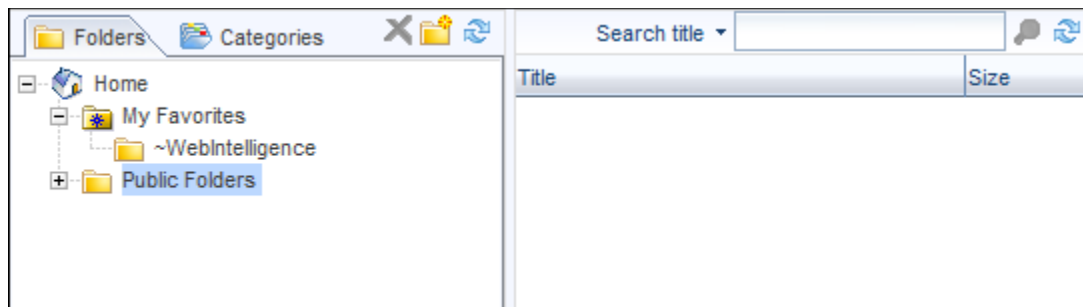 Folders Categories
Search title
Title Size
Home
My Favorites
~WebIntelligence
Public Folders